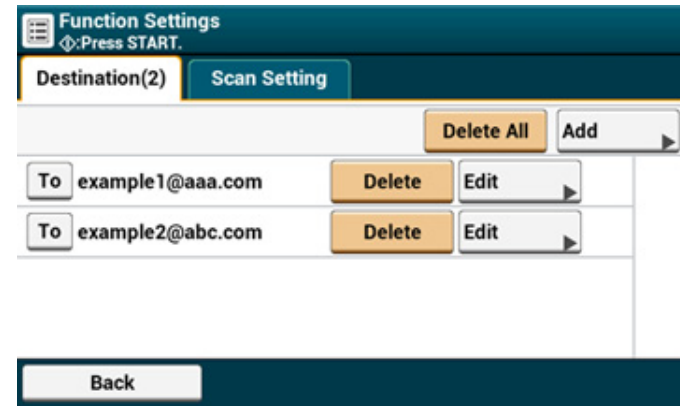 Function Settings
:Press START.
Destination(2) Scan Setting
Delete All Add
To example1@aaa.com Delete Edit
To example2@abc.com Delete Edit
Back